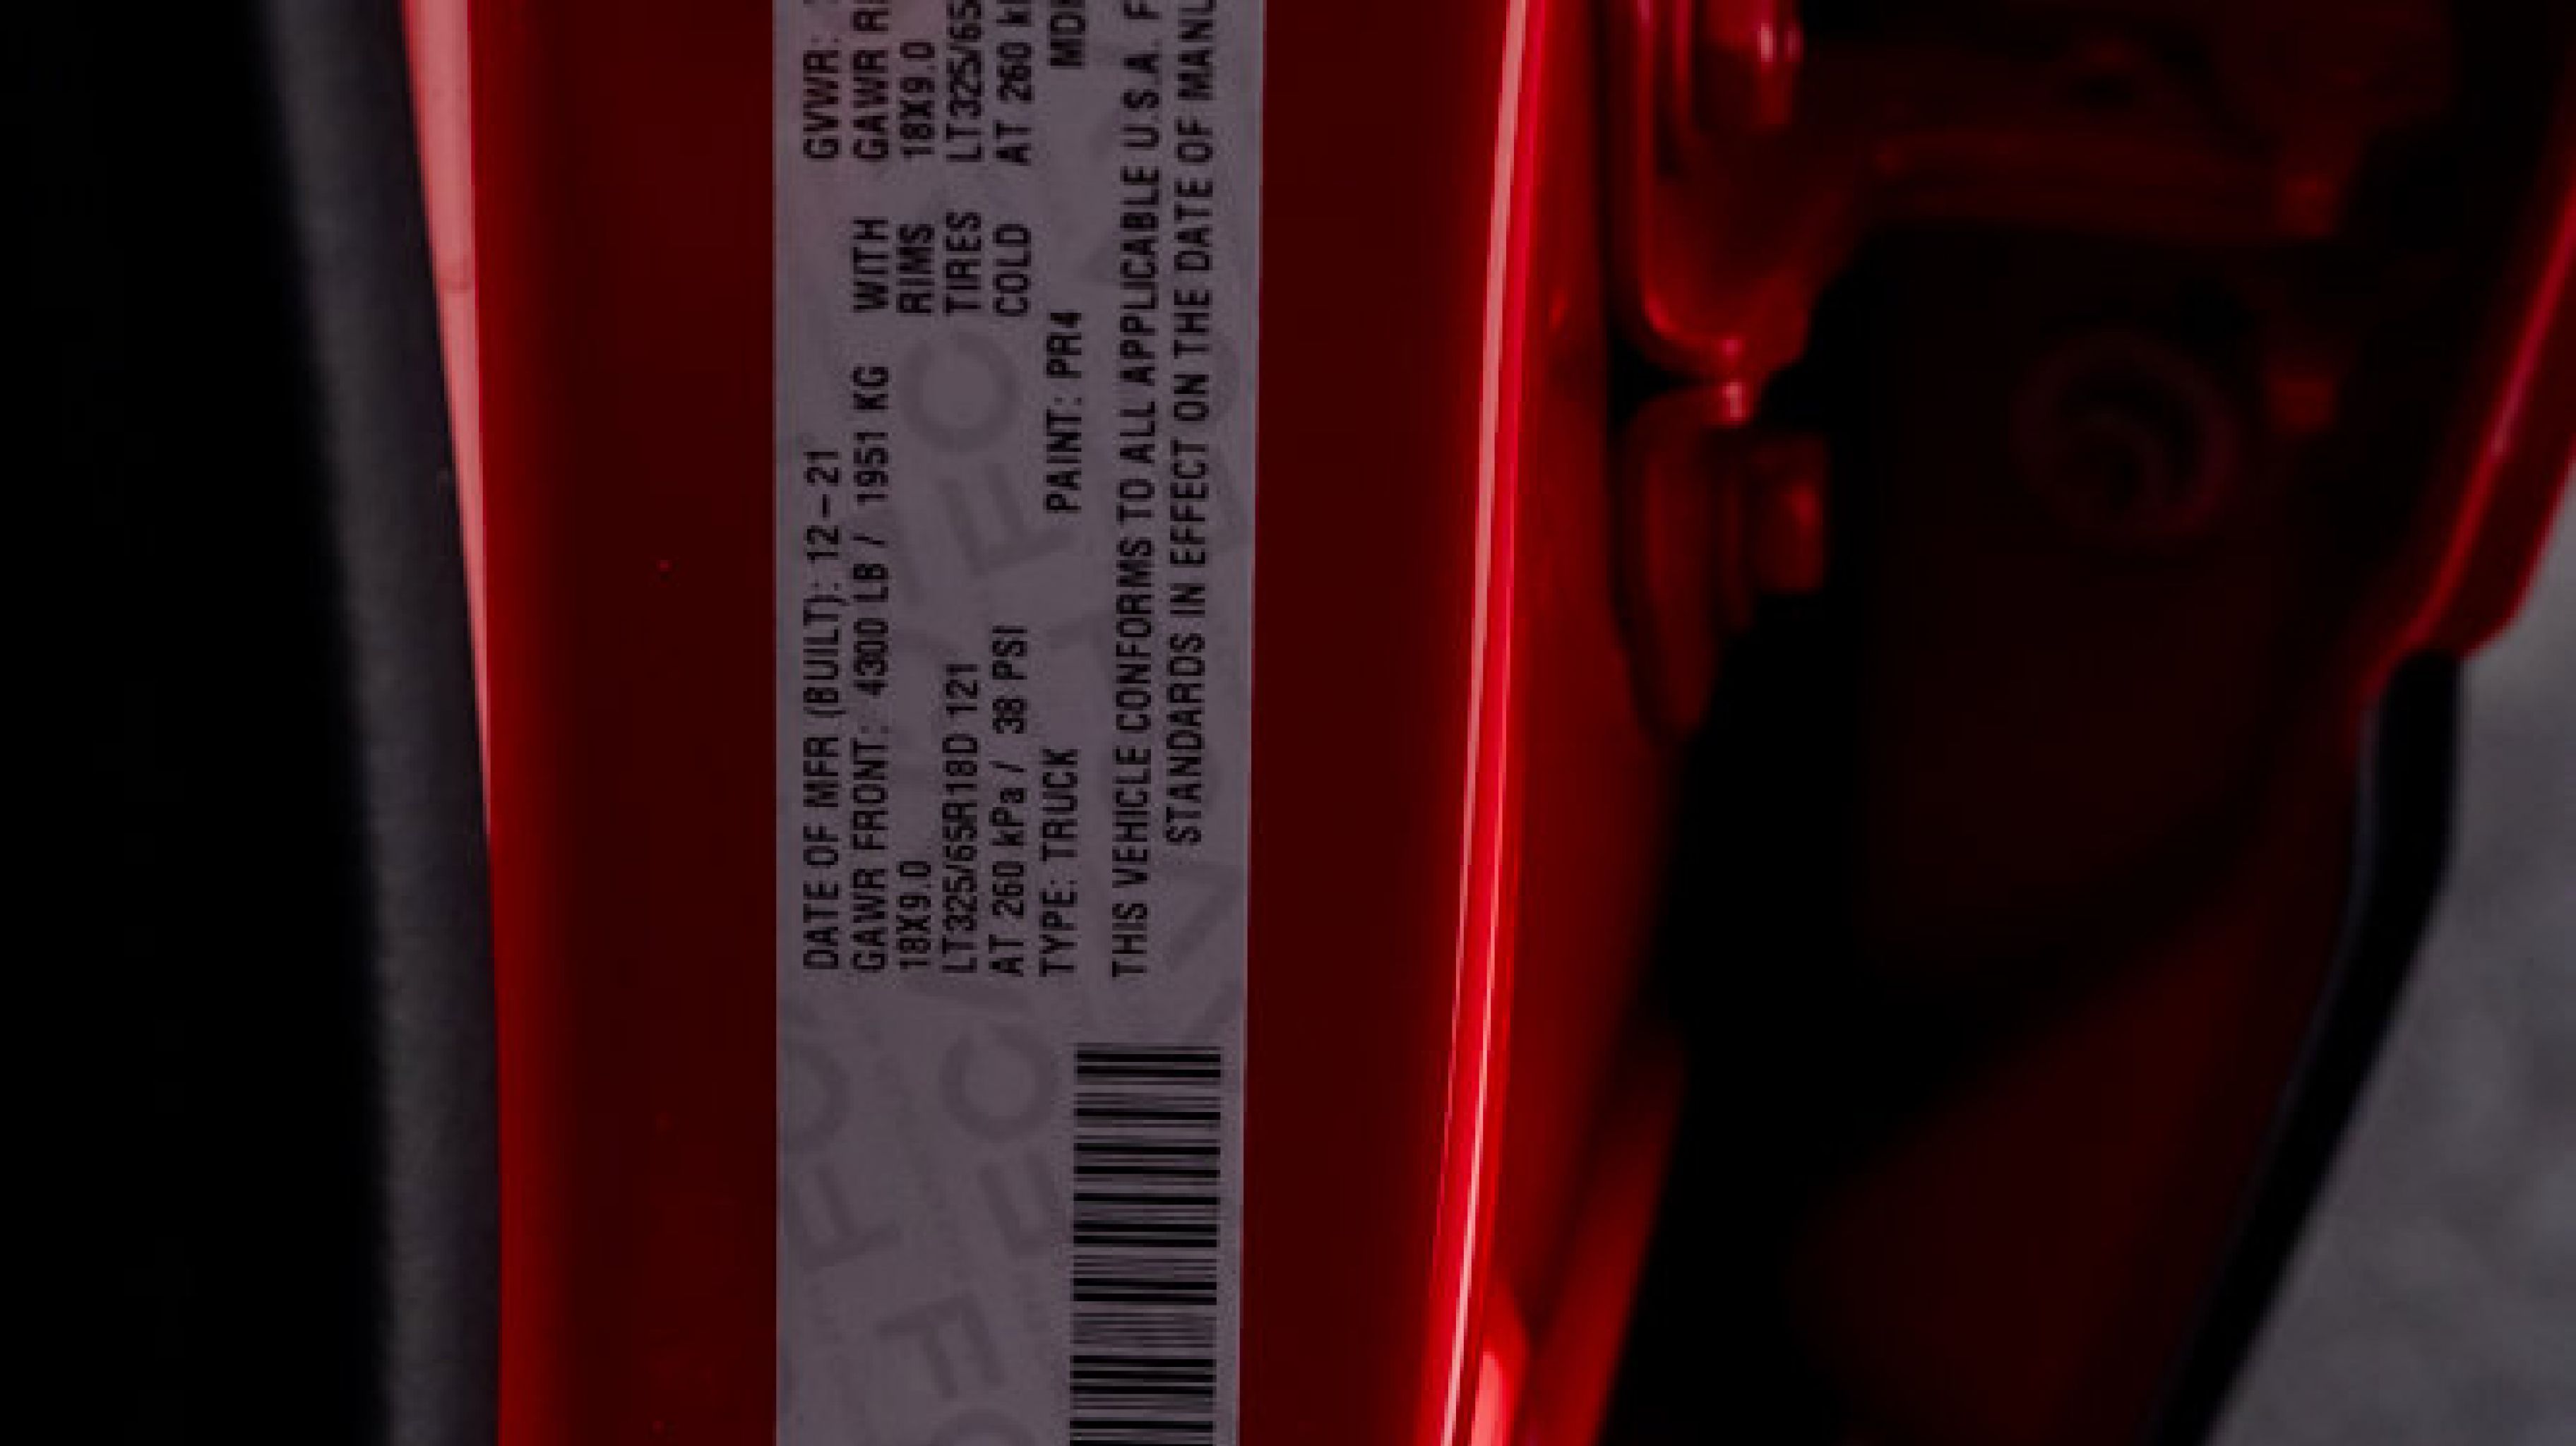 DATE OF MFR (BUILT): 12-21 GVWR:
GAWR FRONT: 4300 LB / 1951 KG WITH GAWR
18X9.0 RIMS 18X9.0
LT325/65R18D 121 TIRES LT325/65
AT 260 kPa / 38 PSI COLD AT 260
TYPE: TRUCK PAINT: PR4
THIS VEHICLE CONFORMS TO ALL APPLICABLE U.S.A.
STANDARDS IN EFFECT ON THE DATE OF